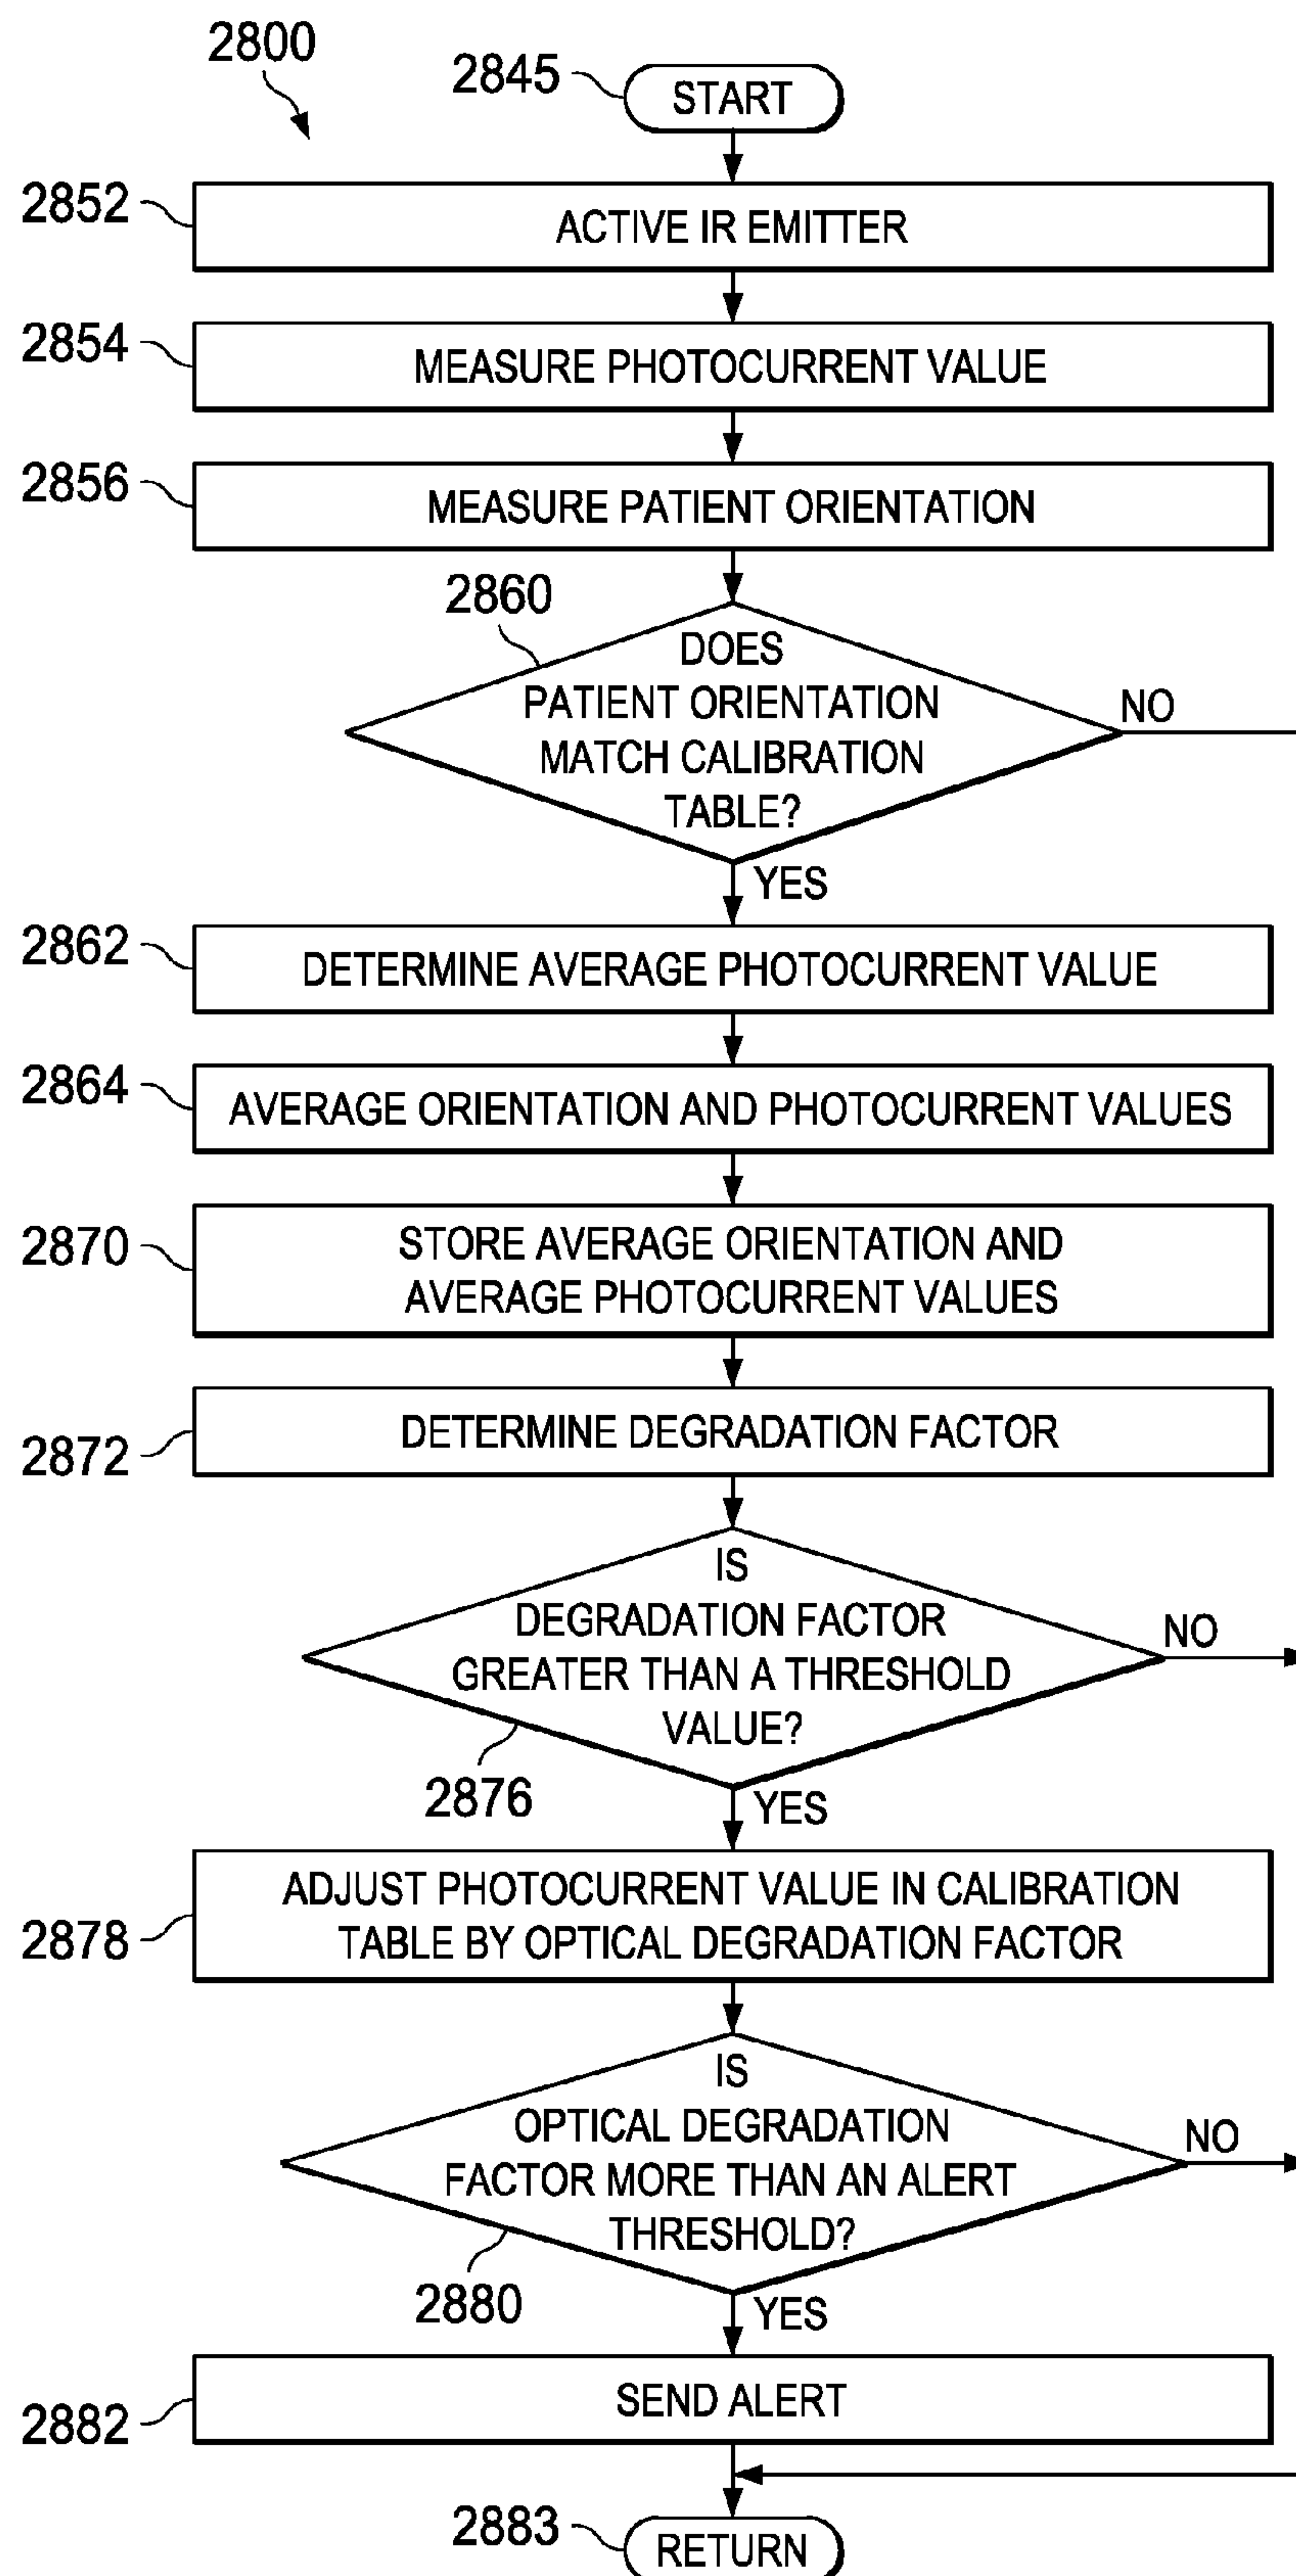 2800
2845
START
2852
ACTIVE IR EMITTER
2854
MEASURE PHOTOCURRENT VALUE
2856
MEASURE PATIENT ORIENTATION
2860
DOES
PATIENT ORIENTATION
MATCH CALIBRATION
TABLE?
NO
YES
2862
DETERMINE AVERAGE PHOTOCURRENT VALUE
2864
AVERAGE ORIENTATION AND PHOTOCURRENT VALUES
2870
STORE AVERAGE ORIENTATION AND
AVERAGE PHOTOCURRENT VALUES
2872
DETERMINE DEGRADATION FACTOR
IS
DEGRADATION FACTOR
GREATER THAN A THRESHOLD
VALUE?
NO
2876
YES
2878
ADJUST PHOTOCURRENT VALUE IN CALIBRATION
TABLE BY OPTICAL DEGRADATION FACTOR
IS
OPTICAL DEGRADATION
FACTOR MORE THAN AN ALERT
THRESHOLD?
NO
2880
YES
2882
SEND ALERT
2883
RETURN